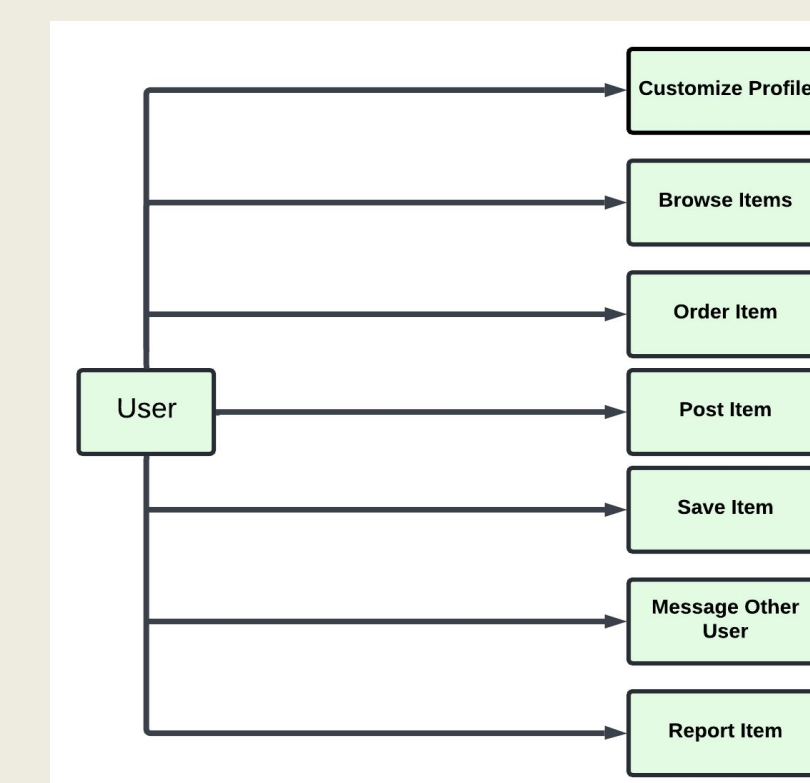 Customize Profile
Browse Items
Order Item
User
Post Item
Save Item
Message Other
User
Report Item